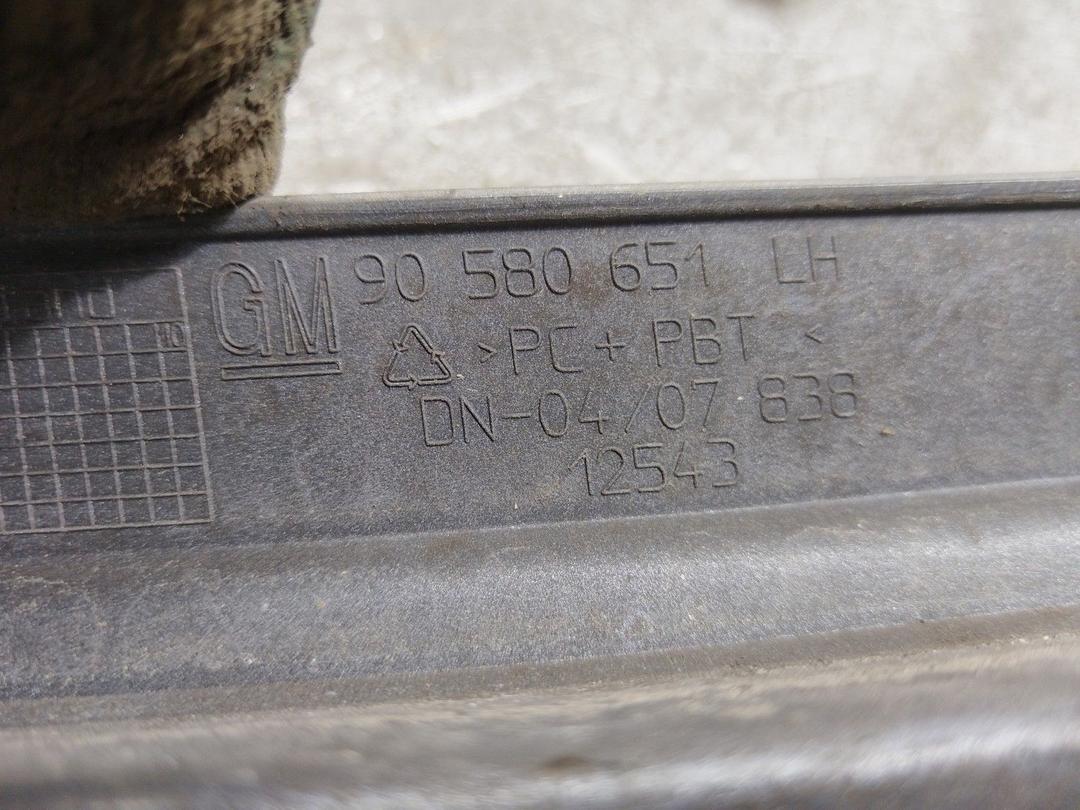 GM 90 580 651 LH
>PC + PBT <
DN-04/07 838
12543